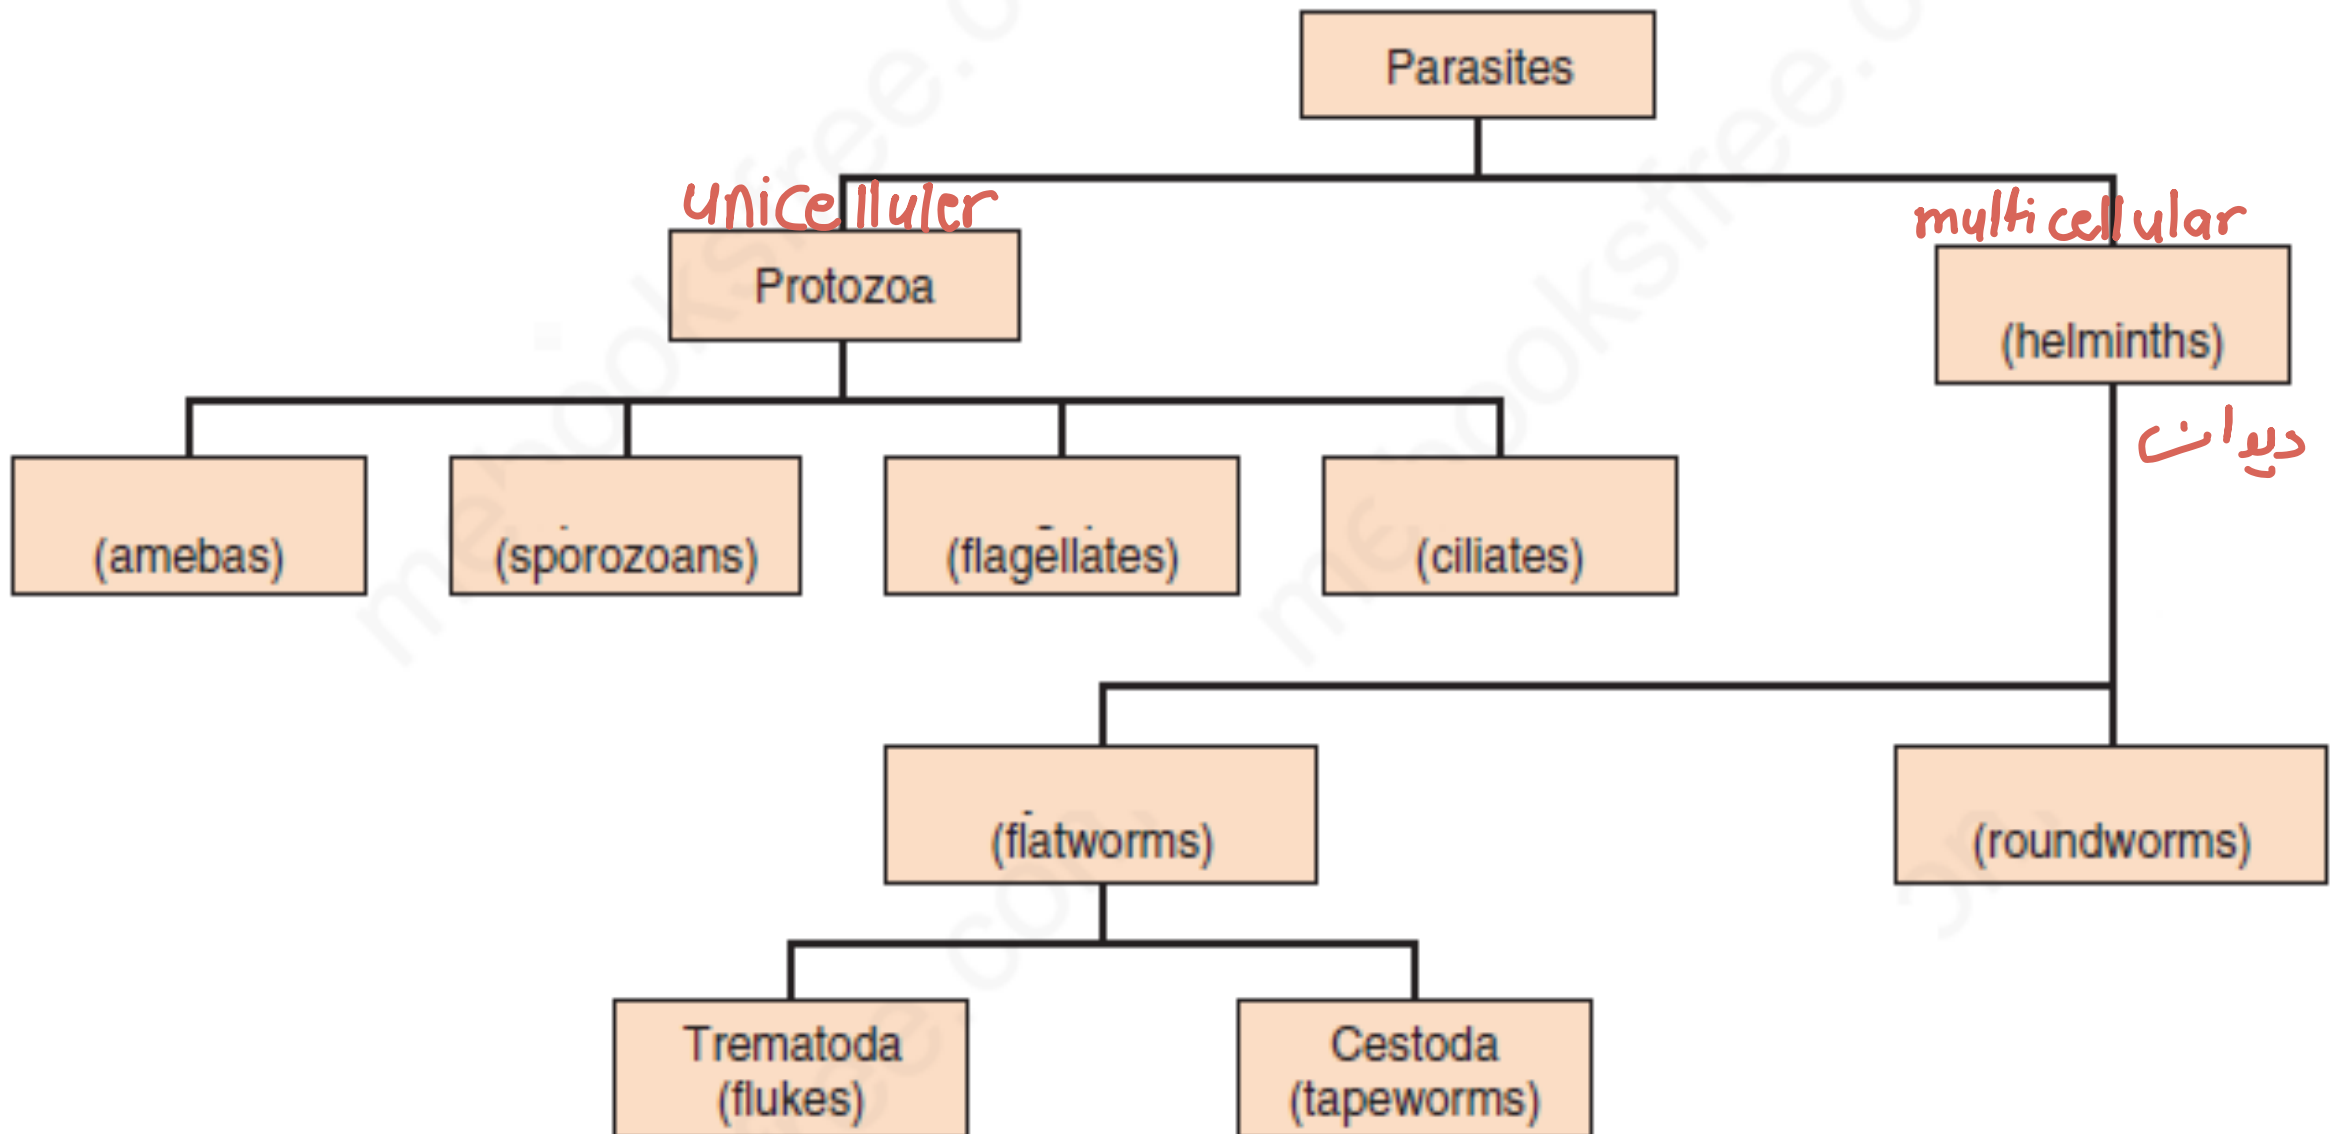 Parasites
unicelluler
multicellular
Protozoa
(helminths)
ديدان
(amebas)
(sporozoans)
(flagellates)
(ciliates)
(flatworms)
(roundworms)
Trematoda
(flukes)
Cestoda
(tapeworms)